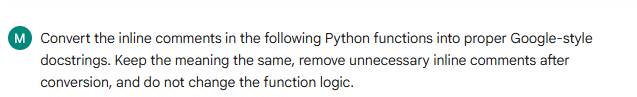 M Convert the inline comments in the following Python functions into proper Google-style
docstrings. Keep the meaning the same, remove unnecessary inline comments after
conversion, and do not change the function logic.